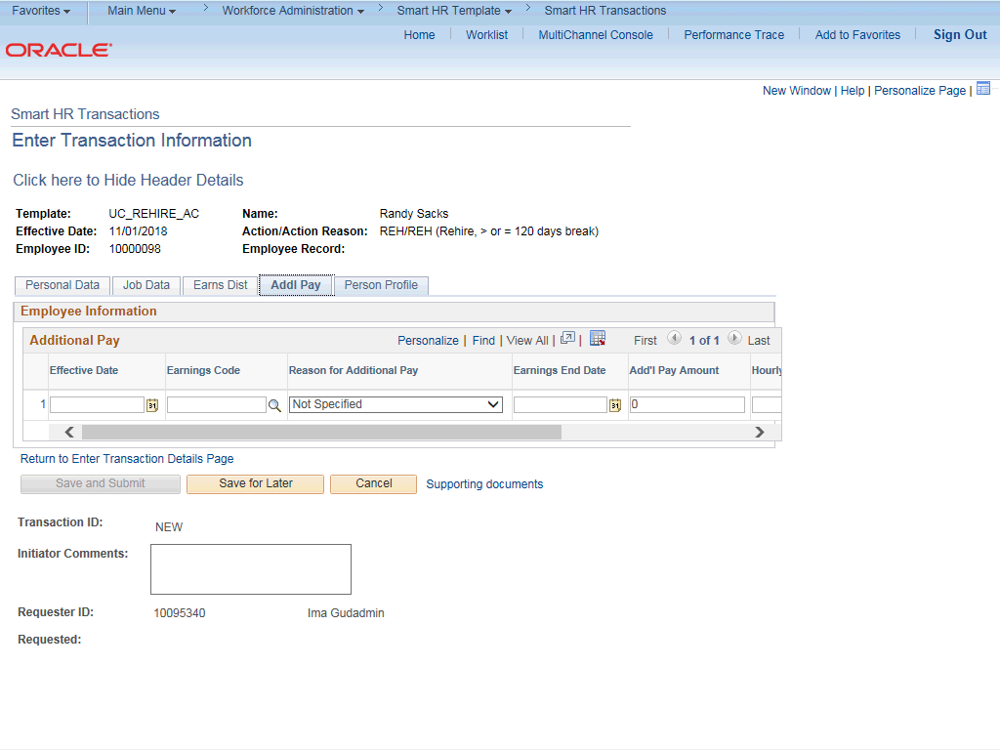 Favorites Main Menu > Workforce Administration > Smart HR Template > Smart HR Transactions
Home Worklist MultiChannel Console Performance Trace Add to Favorites Sign Out
ORACLE
New Window | Help | Personalize Page |
Smart HR Transactions
Enter Transaction Information
Click here to Hide Header Details
Template: UC_REHIRE_AC Name: Randy Sacks
Effective Date: 11/01/2018 Action/Action Reason: REH/REH (Rehire, > or = 120 days break)
Employee ID: 10000098 Employee Record:
Personal Data Job Data Earns Dist Addl Pay Person Profile
Employee Information
Additional Pay Personalize | Find | View All | | First 1 of 1 Last
Effective Date Earnings Code Reason for Additional Pay Earnings End Date Add'l Pay Amount Hourly
1 31 Not Specified 31 0
Return to Enter Transaction Details Page
Save and Submit Save for Later Cancel Supporting documents
Transaction ID: NEW
Initiator Comments:
Requester ID: 10095340 Ima Gudadmin
Requested: